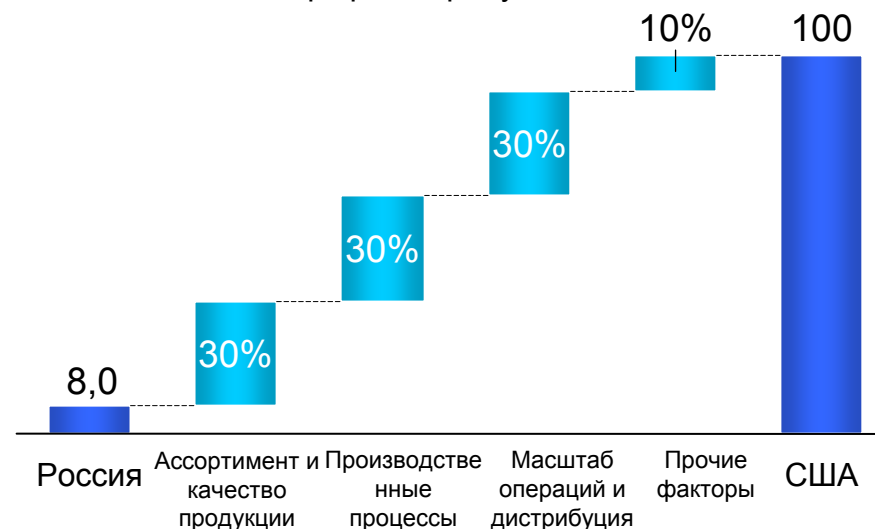 10%
100
30%
30%
30%
8,0
Россия
Ассортимент и
качество
продукции
Производстве
нные
процессы
Масштаб
операций и
дистрибуция
Прочие
факторы
США